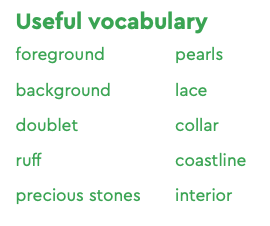 Useful vocabulary
foreground
background
doublet
ruff
precious stones
pearls
lace
collar
coastline
interior